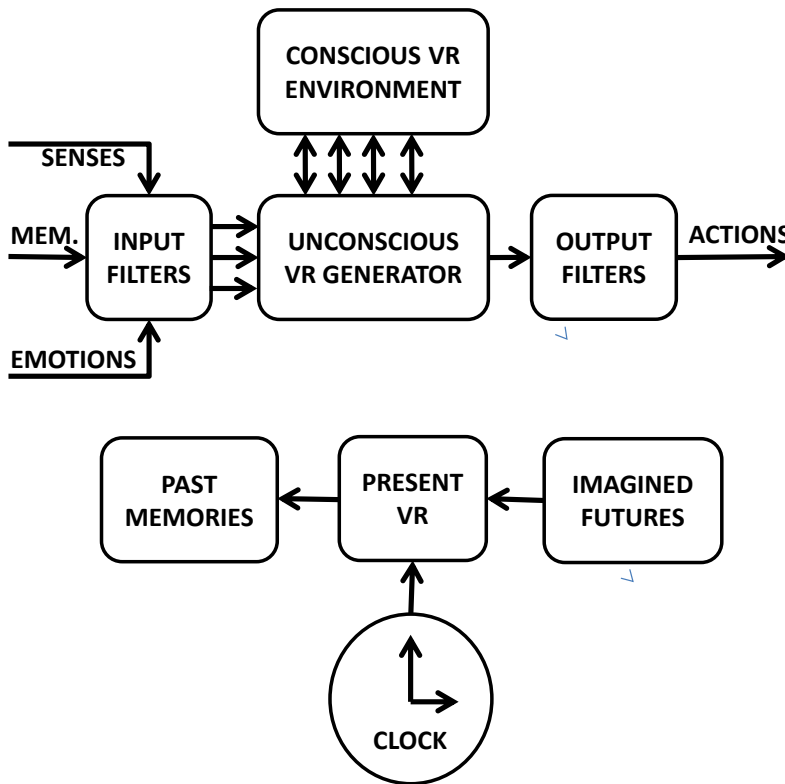 CONSCIOUS VR
ENVIRONMENT
SENSES
MEM.
INPUT
FILTERS
UNCONSCIOUS
VR GENERATOR
OUTPUT
FILTERS
ACTIONS
EMOTIONS
PAST
MEMORIES
PRESENT
VR
IMAGINED
FUTURES
CLOCK